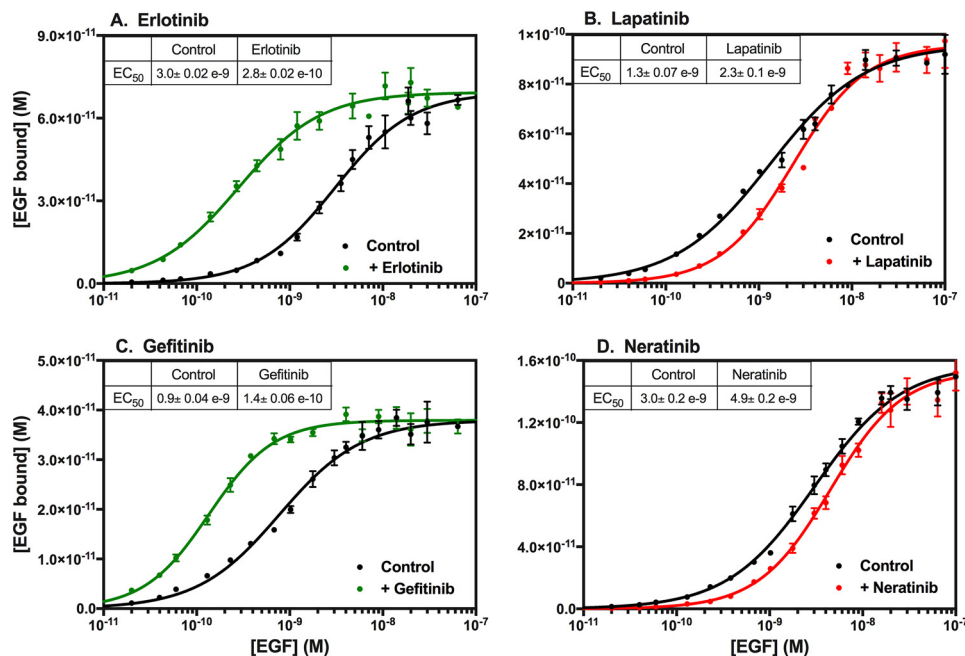 A. Erlotinib
9.0×10-11
Control Erlotinib
EC50 3.0± 0.02 e-9 2.8± 0.02 e-10
6.0×10-11
3.0×10-11
0.0
Control
+ Erlotinib
10-11 10-10 10-9 10-8 10-7
[EGF bound] (M)
B. Lapatinib
1×10-10
Control Lapatinib
EC50 1.3± 0.07 e-9 2.3± 0.1 e-9
8×10-11
6×10-11
4×10-11
2×10-11
0
Control
+ Lapatinib
10-11 10-10 10-9 10-8 10-7
C. Gefitinib
5.0×10-11
Control Gefitinib
EC50 0.9± 0.04 e-9 1.4± 0.06 e-10
4.0×10-11
3.0×10-11
2.0×10-11
1.0×10-11
0.0
Control
+ Gefitinib
10-11 10-10 10-9 10-8 10-7
[EGF bound] (M)
[EGF] (M)
D. Neratinib
1.6×10-10
Control Neratinib
EC50 3.0± 0.2 e-9 4.9± 0.2 e-9
1.2×10-10
8.0×10-11
4.0×10-11
0.0
Control
+ Neratinib
10-11 10-10 10-9 10-8 10-7
[EGF] (M)